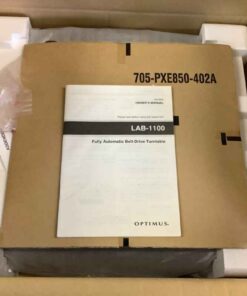 705-PXE850-402A
OWNER'S MANUAL
LAB-1100
Fully Automatic Belt-Drive Turntable
OPTIMUS.